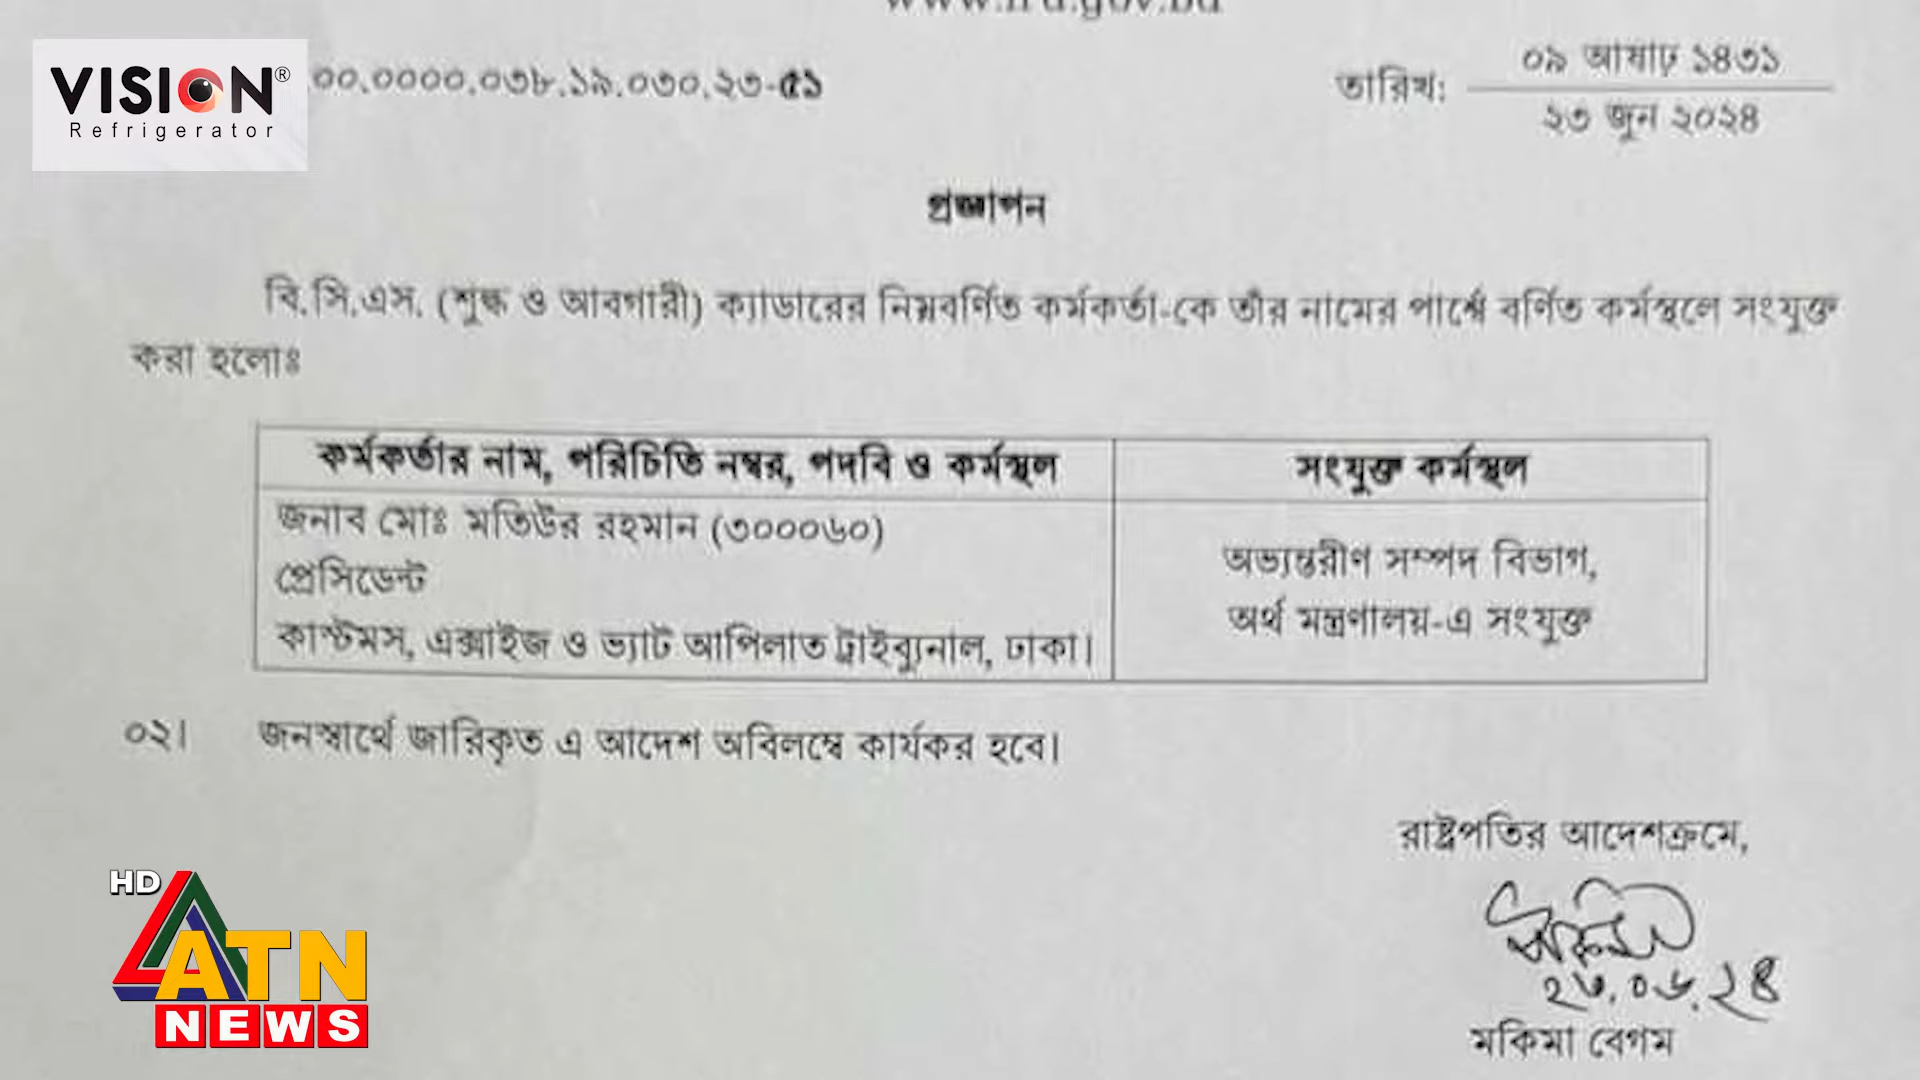 VISION®
Refrigerator
০০.০০০০.০৩৮.১৯.০৩০.২৩-৫১
০৯ আষাঢ় ১৪৩১
তারিখ:
২৩ জুন ২০২৪
প্রজ্ঞাপন
বি.সি.এস. (শুল্ক ও আবগারী) ক্যাডারের নিম্নবর্ণিত কর্মকর্তা-কে তাঁর নামের পার্শ্বে বর্ণিত কর্মস্থলে সংযুক্ত
করা হলোঃ
কর্মকর্তার নাম, পরিচিতি নম্বর, পদবি ও কর্মস্থল
সংযুক্ত কর্মস্থল
জনাব মোঃ মতিউর রহমান (৩০০০৬০)
প্রেসিডেন্ট
কাস্টমস, এক্সাইজ ও ভ্যাট আপিলাত ট্রাইব্যুনাল, ঢাকা।
অভ্যন্তরীণ সম্পদ বিভাগ,
অর্থ মন্ত্রণালয়-এ সংযুক্ত
০২। জনস্বার্থে জারিকৃত এ আদেশ অবিলম্বে কার্যকর হবে।
রাষ্ট্রপতির আদেশক্রমে,
২৩.০৬.২৪
মকিমা বেগম
HD
ATN
NEWS